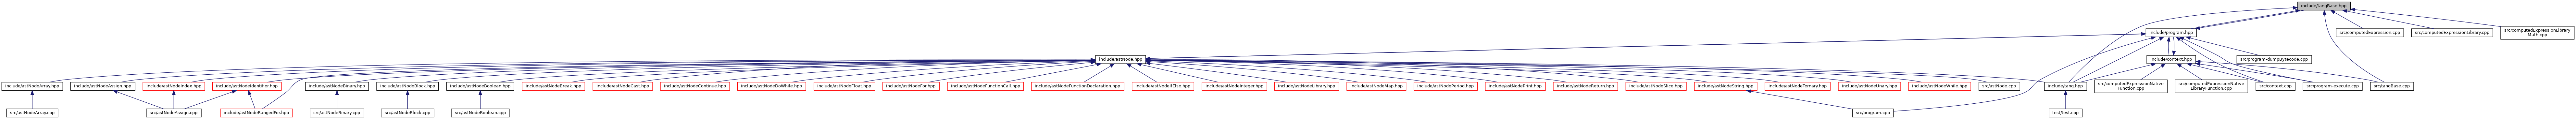 include/tangBase.hpp
include/program.hpp
src/computedExpression.cpp
src/computedExpressionLibrary.cpp
src/computedExpressionLibrary
Math.cpp
include/astNode.hpp
include/context.hpp
src/program-dumpBytecode.cpp
include/astNodeArray.hpp
include/astNodeAssign.hpp
include/astNodeIndex.hpp
include/astNodeIdentifier.hpp
include/astNodeBinary.hpp
include/astNodeBlock.hpp
include/astNodeBoolean.hpp
include/astNodeBreak.hpp
include/astNodeCast.hpp
include/astNodeContinue.hpp
include/astNodeDoWhile.hpp
include/astNodeFloat.hpp
include/astNodeFor.hpp
include/astNodeFunctionCall.hpp
include/astNodeFunctionDeclaration.hpp
include/astNodeIfElse.hpp
include/astNodeInteger.hpp
include/astNodeLibrary.hpp
include/astNodeMap.hpp
include/astNodePeriod.hpp
include/astNodePrint.hpp
include/astNodeReturn.hpp
include/astNodeSlice.hpp
include/astNodeString.hpp
include/astNodeTernary.hpp
include/astNodeUnary.hpp
include/astNodeWhile.hpp
src/astNode.cpp
include/tang.hpp
src/computedExpressionNative
Function.cpp
src/computedExpressionNative
LibraryFunction.cpp
src/context.cpp
src/program-execute.cpp
src/tangBase.cpp
src/astNodeArray.cpp
src/astNodeAssign.cpp
include/astNodeRangedFor.hpp
src/astNodeBinary.cpp
src/astNodeBlock.cpp
src/astNodeBoolean.cpp
src/program.cpp
test/test.cpp